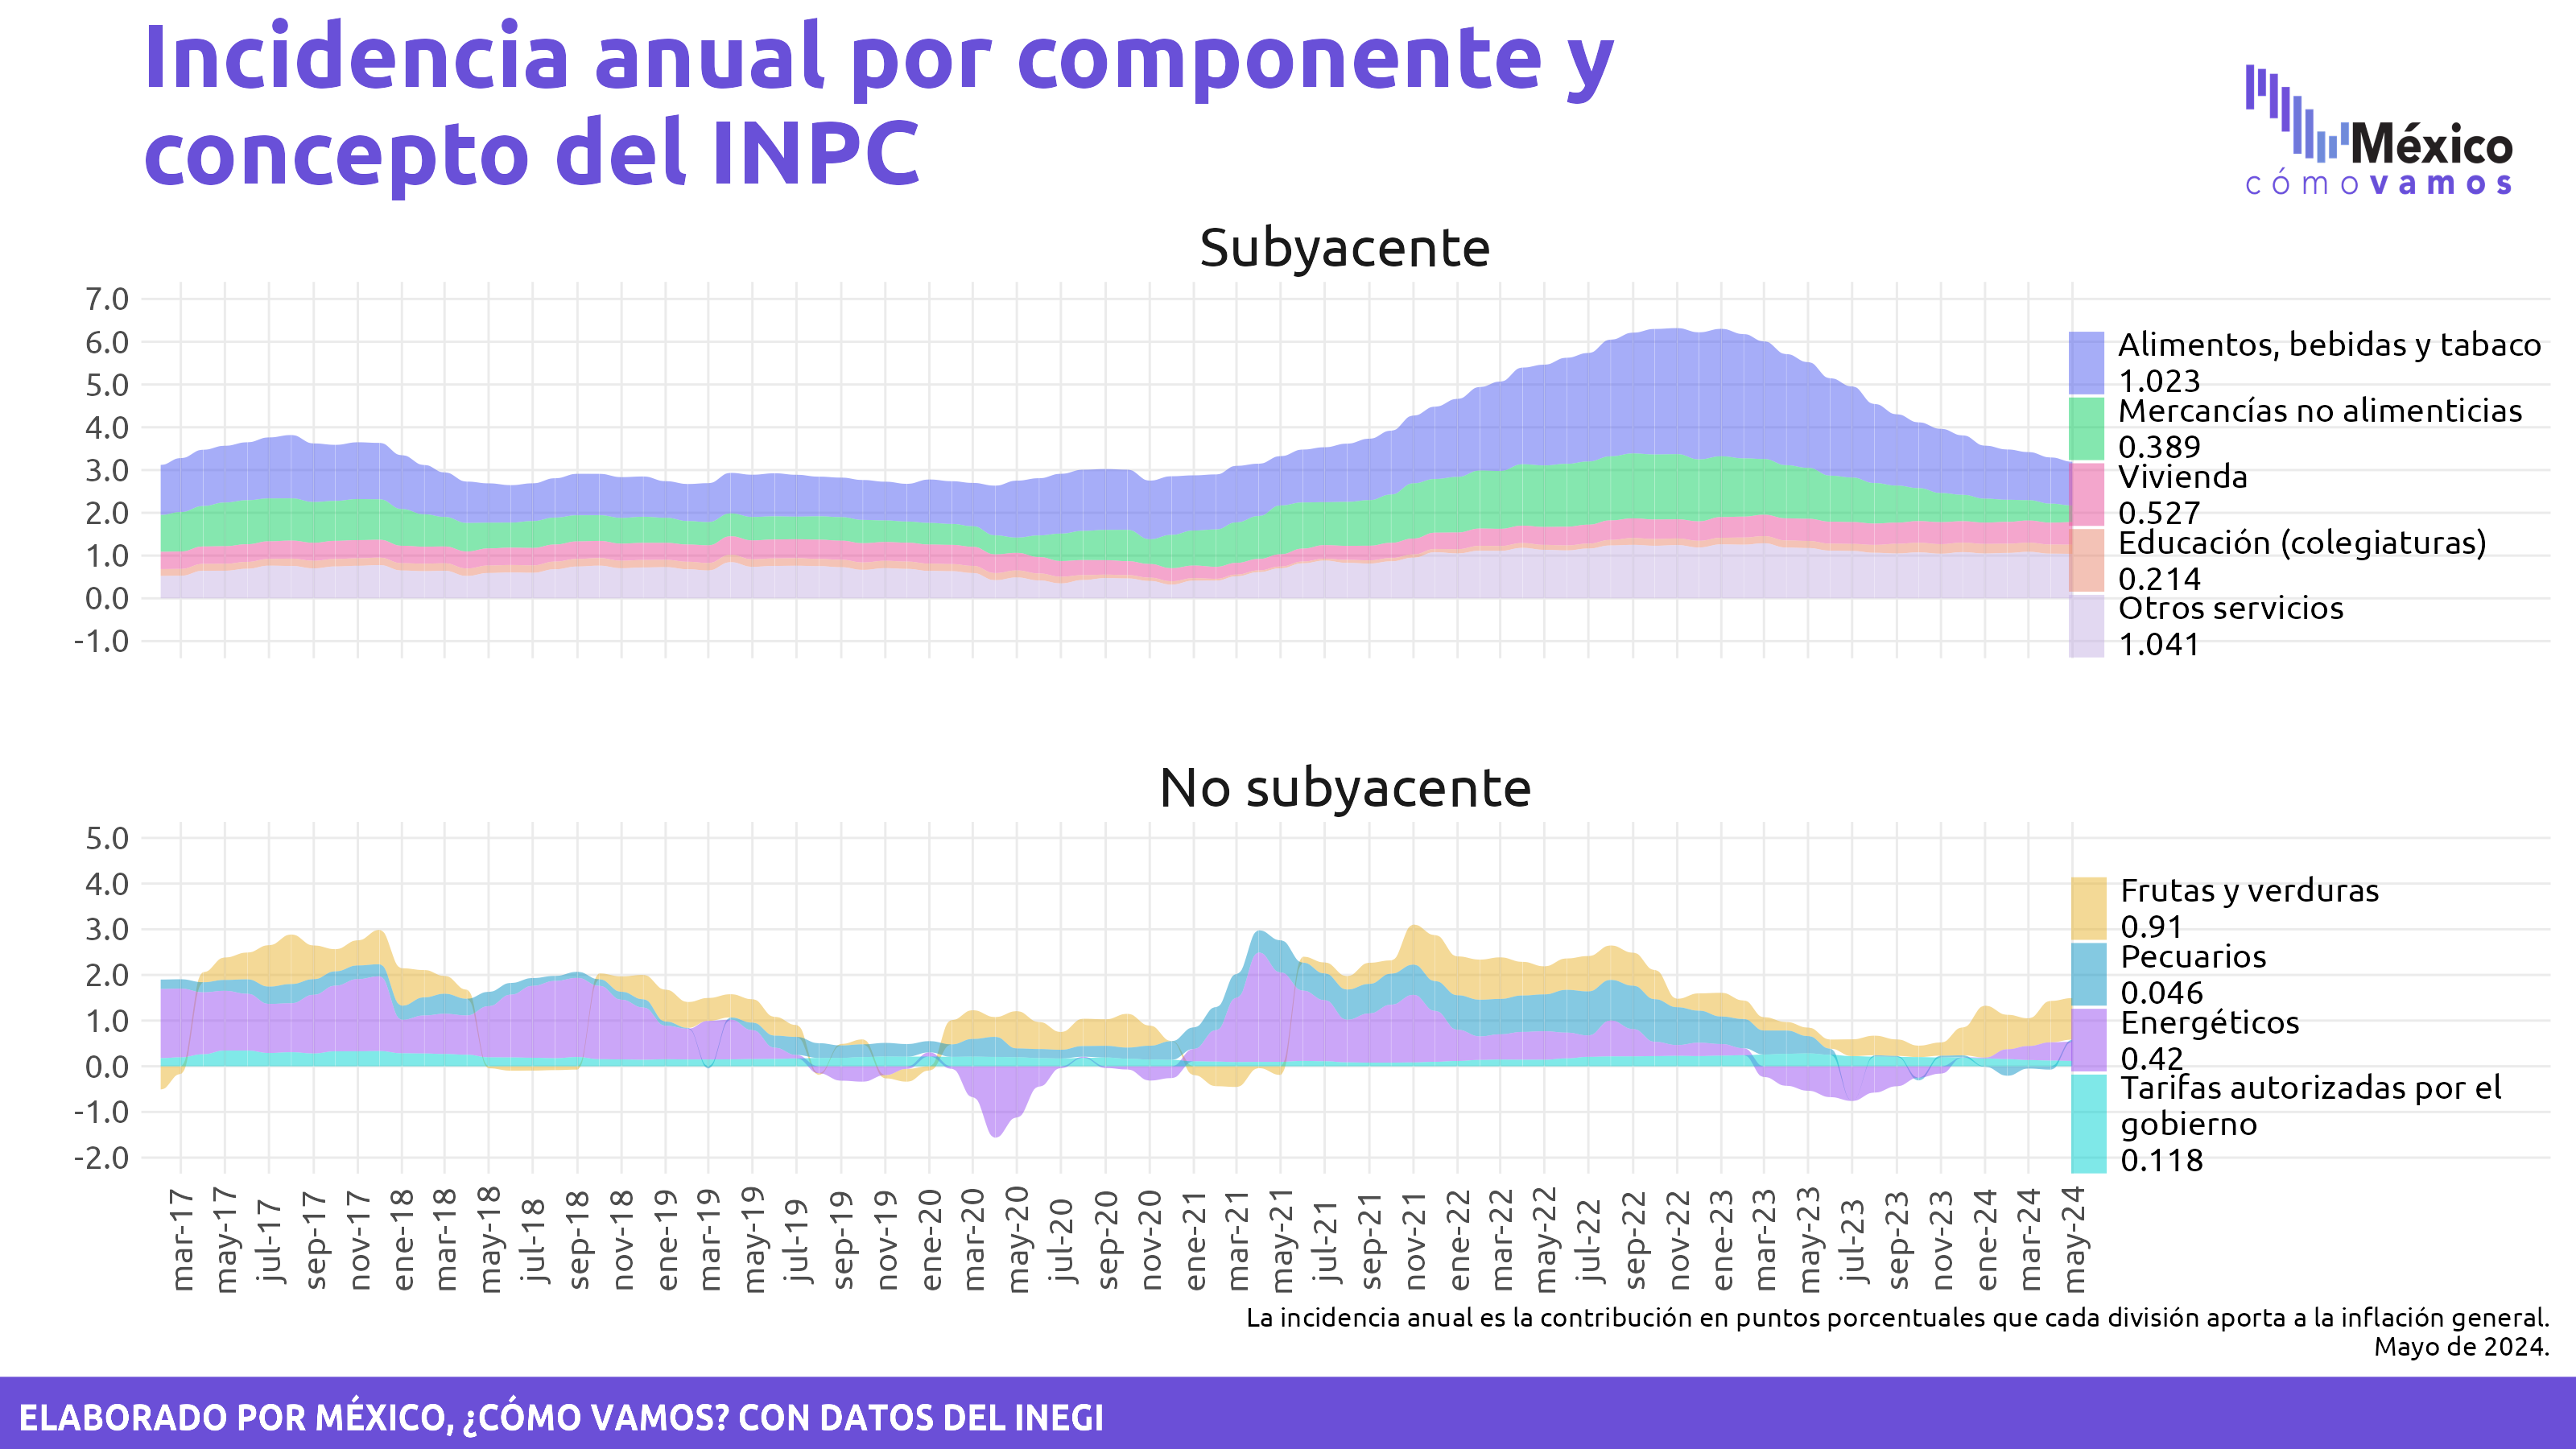 Incidencia anual por componente y
concepto del INPC
México
cómovamos
Subyacente
7.0
6.0
5.0
4.0
3.0
2.0
1.0
0.0
-1.0
Alimentos, bebidas y tabaco
1.023
Mercancías no alimenticias
0.389
Vivienda
0.527
Educación (colegiaturas)
0.214
Otros servicios
1.041
No subyacente
5.0
4.0
3.0
2.0
1.0
0.0
-1.0
-2.0
Frutas y verduras
0.91
Pecuarios
0.046
Energéticos
0.42
Tarifas autorizadas por el
gobierno
0.118
mar-17
may-17
jul-17
sep-17
nov-17
ene-18
mar-18
may-18
jul-18
sep-18
nov-18
ene-19
mar-19
may-19
jul-19
sep-19
nov-19
ene-20
mar-20
may-20
jul-20
sep-20
nov-20
ene-21
mar-21
may-21
jul-21
sep-21
nov-21
ene-22
mar-22
may-22
jul-22
sep-22
nov-22
ene-23
mar-23
may-23
jul-23
sep-23
nov-23
ene-24
mar-24
may-24
La incidencia anual es la contribución en puntos porcentuales que cada división aporta a la inflación general.
Mayo de 2024.
ELABORADO POR MÉXICO, ¿CÓMO VAMOS? CON DATOS DEL INEGI